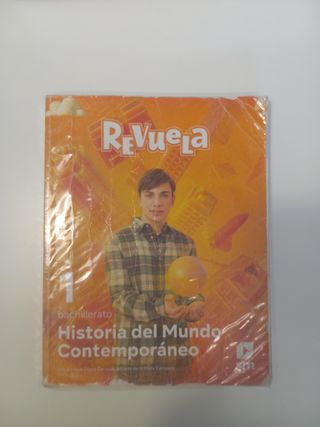 REVUELA
1
bachillerato
Historia del Mundo
Contemporáneo
sm